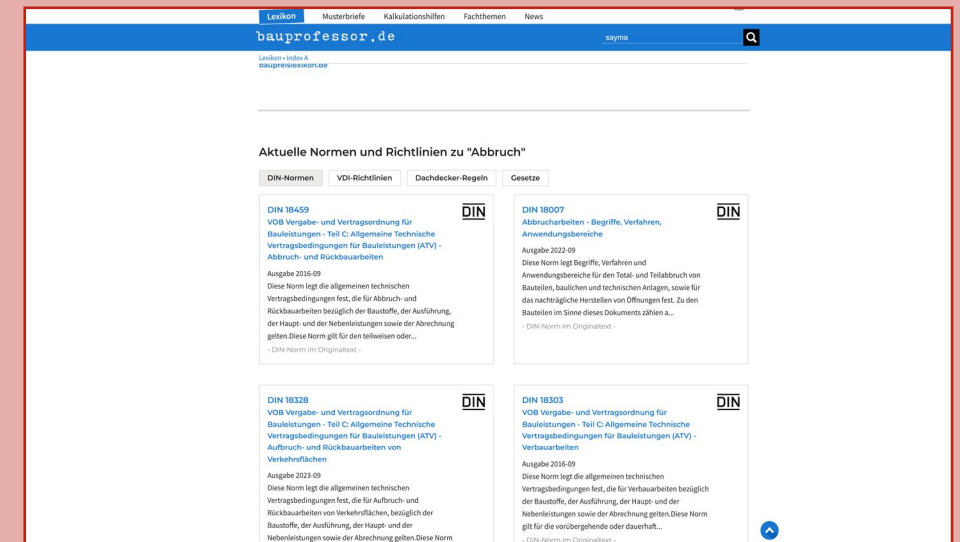 Lexikon Musterbriefe Kalkulationshilfen Fachthemen News
bauprofessor.de
sayma
Lexikon • Index A
baupreislexikon.de
Aktuelle Normen und Richtlinien zu "Abbruch"
DIN-Normen VDI-Richtlinien Dachdecker-Regeln Gesetze
DIN 18459
DIN
VOB Vergabe- und Vertragsordnung für
Bauleistungen - Teil C: Allgemeine Technische
Vertragsbedingungen für Bauleistungen (ATV) -
Abbruch- und Rückbauarbeiten
Ausgabe 2016-09
Diese Norm legt die allgemeinen technischen
Vertragsbedingungen fest, die für Abbruch- und
Rückbauarbeiten bezüglich der Baustoffe, der Ausführung,
der Haupt- und der Nebenleistungen sowie der Abrechnung
gelten.Diese Norm gilt für den teilweisen oder...
- DIN-Norm im Originaltext -
DIN 18007
DIN
Abbrucharbeiten - Begriffe, Verfahren,
Anwendungsbereiche
Ausgabe 2022-09
Diese Norm legt Begriffe, Verfahren und
Anwendungsbereiche für den Total- und Teilabbruch von
Bauteilen, baulichen und technischen Anlagen, sowie für
das nachträgliche Herstellen von Öffnungen fest. Zu den
Bauteilen im Sinne dieses Dokuments zählen a...
- DIN-Norm im Originaltext -
DIN 18328
DIN
VOB Vergabe- und Vertragsordnung für
Bauleistungen - Teil C: Allgemeine Technische
Vertragsbedingungen für Bauleistungen (ATV) -
Aufbruch- und Rückbauarbeiten von
Verkehrsflächen
Ausgabe 2023-09
Diese Norm legt die allgemeinen technischen
Vertragsbedingungen fest, die für Aufbruch- und
Rückbauarbeiten von Verkehrsflächen, bezüglich der
Baustoffe, der Ausführung, der Haupt- und der
Nebenleistungen sowie der Abrechnung gelten.Diese Norm
DIN 18303
DIN
VOB Vergabe- und Vertragsordnung für
Bauleistungen - Teil C: Allgemeine Technische
Vertragsbedingungen für Bauleistungen (ATV) -
Verbauarbeiten
Ausgabe 2016-09
Diese Norm legt die allgemeinen technischen
Vertragsbedingungen fest, die für Verbauarbeiten bezüglich
der Baustoffe, der Ausführung, der Haupt- und der
Nebenleistungen sowie der Abrechnung gelten.Diese Norm
gilt für die vorübergehende oder dauerhaft...
- DIN-Norm im Originaltext -